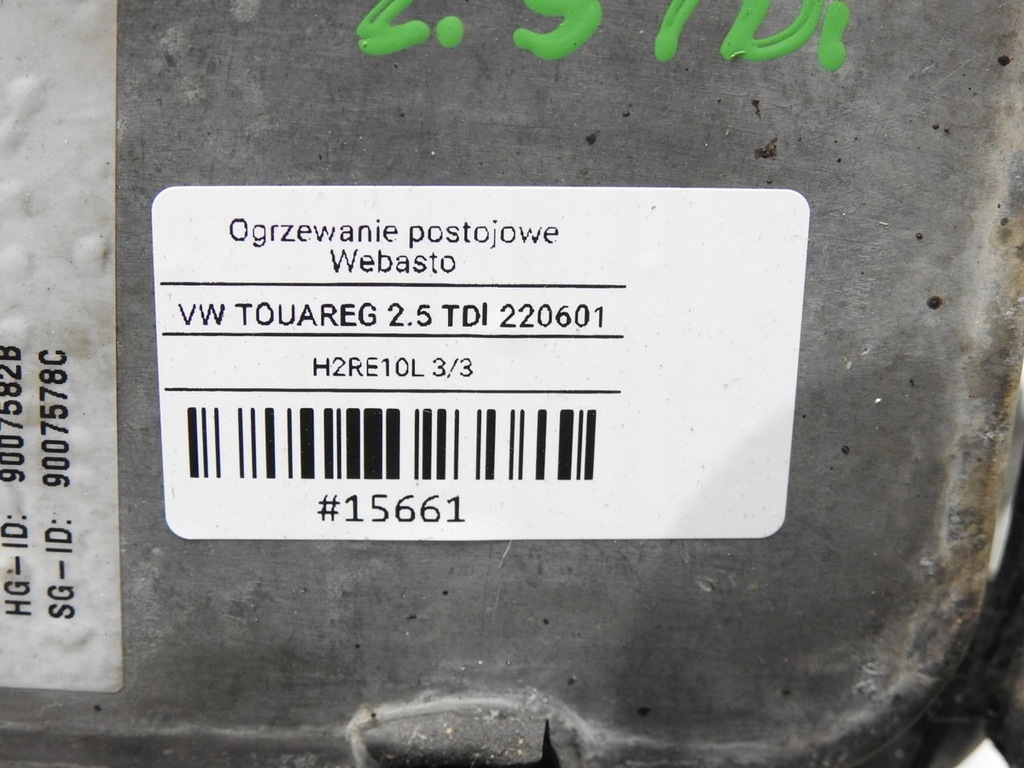 2.5 TDi
Ogrzewanie postojowe
Webasto
VW TOUAREG 2.5 TDI 220601
H2RE10L 3/3
#15661
HG-ID: 9007582B
SG-ID: 9007578C